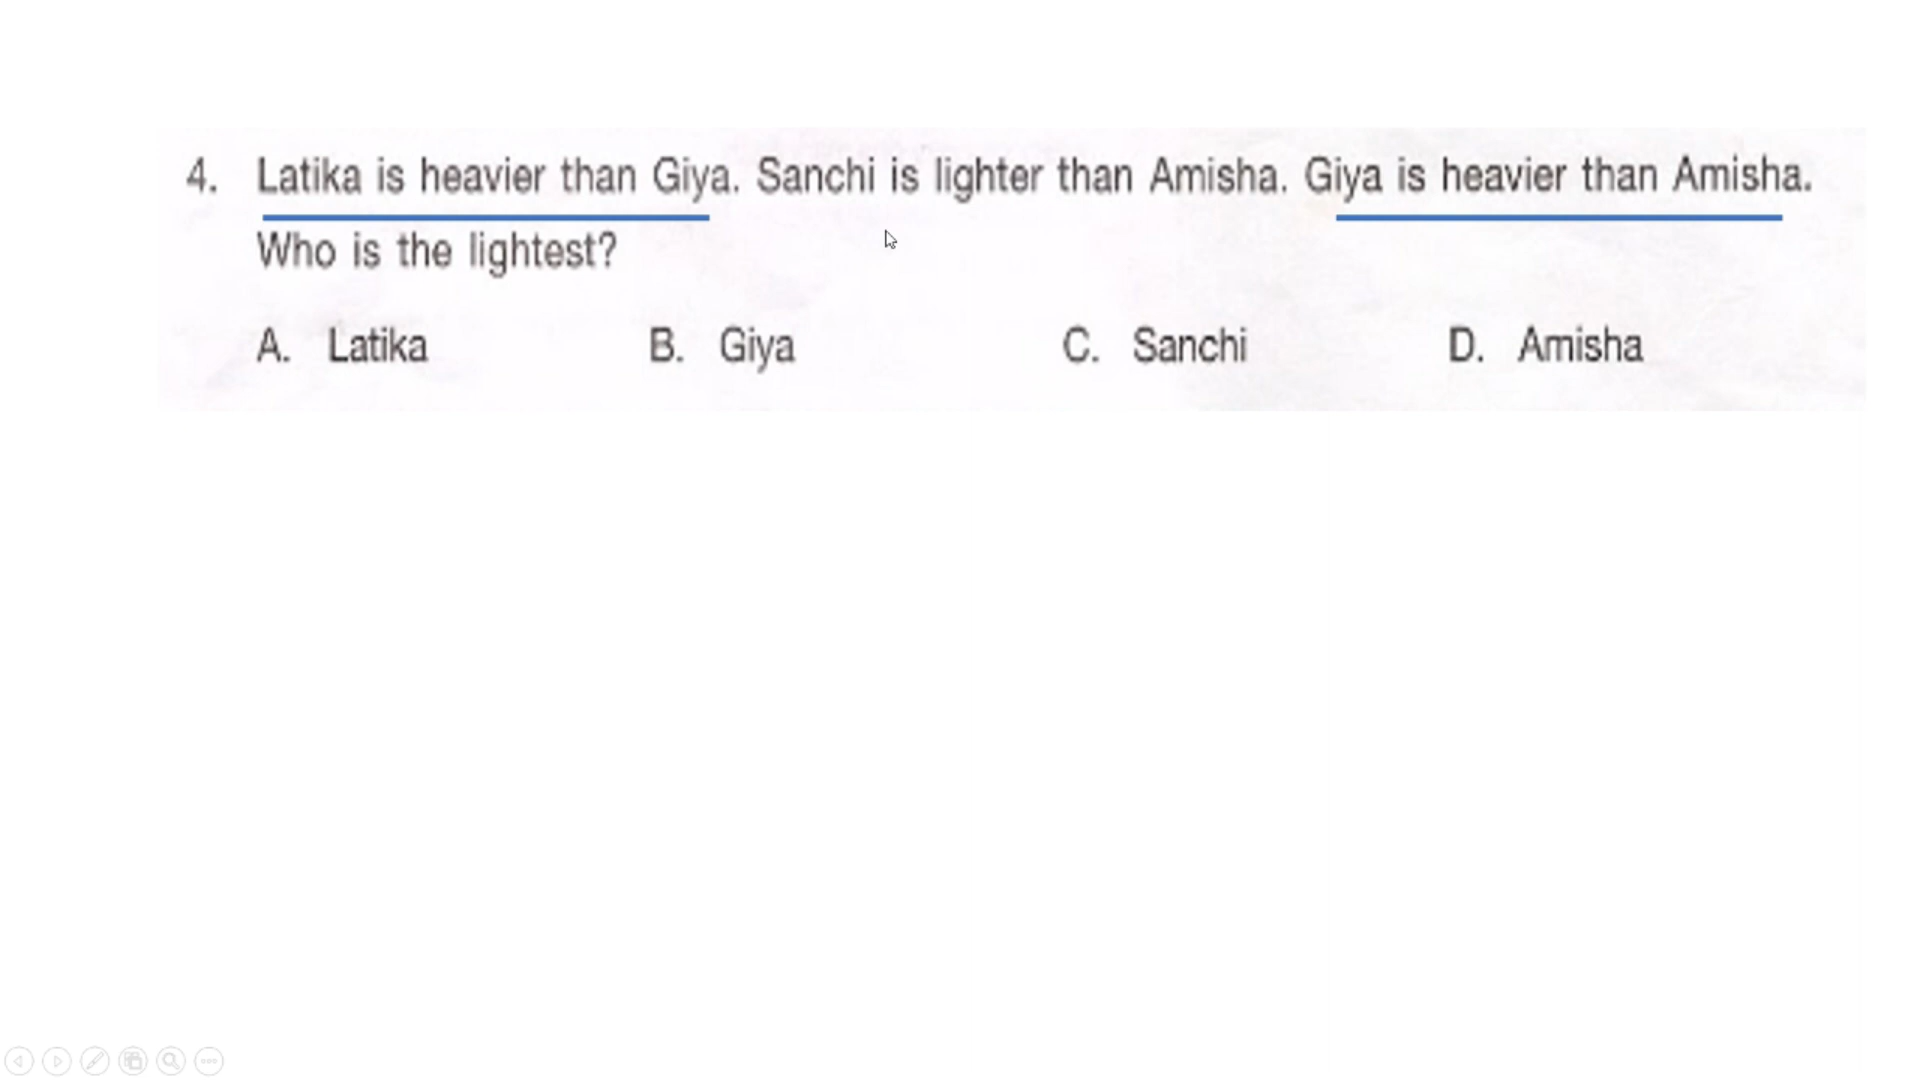 4. Latika is heavier than Giya. Sanchi is lighter than Amisha. Giya is heavier than Amisha.
Who is the lightest?
A. Latika B. Giya C. Sanchi D. Amisha